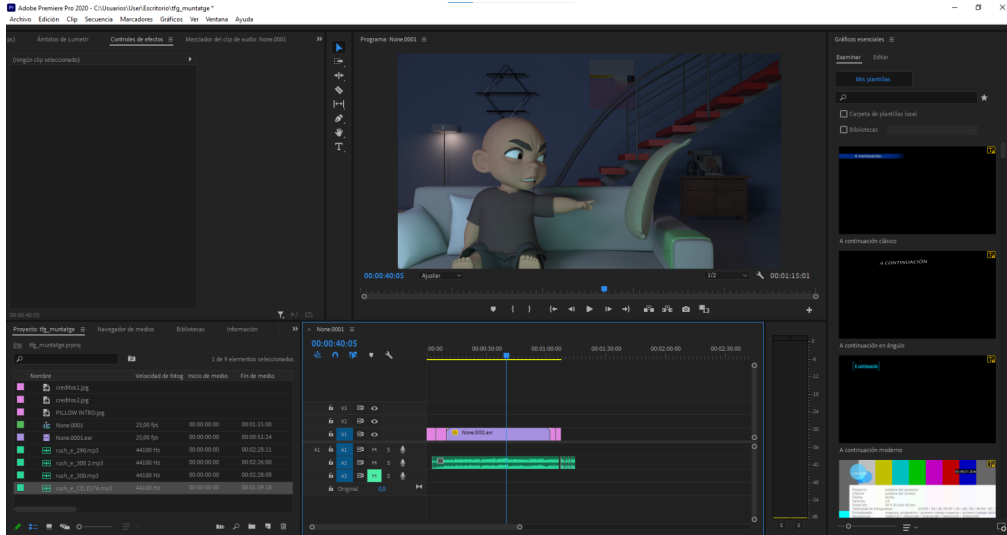 Adobe Premiere Pro 2020 - C:\Usuarios\User\Escritorio\tfg_muntatge *
Archivo Edición Clip Secuencia Marcadores Gráficos Ver Ventana Ayuda
Ámbitos de Lumetri Controles de efectos Mezclador del clip de audio: None.0001
(ningún clip seleccionado)
00:00:40:05
Programa: None.0001
00:00:40:05 Ajustar 1/2 00:01:15:01
Gráficos esenciales
Examinar Editar
Mis plantillas
Carpeta de plantillas local
Bibliotecas
A continuación...
A continuación clásico
A CONTINUACIÓN
A continuación en ángulo
A continuación
A continuación moderno
Proyecto: tfg_muntatge Navegador de medios Bibliotecas Información
tfg_muntatge.prproj
1 de 9 elementos seleccionados
Nombre Velocidad de fotog Inicio de medio Fin de medio
creditos1.jpg
creditos2.jpg
PILLOW INTRO.jpg
None.0001 25,00 fps 00:00:00:00 00:01:15:00
None.0001.exr 25,00 fps 00:00:00:00 00:00:51:24
rush_e_290.mp3 44100 Hz 00:00:00:00 00:02:28:11
rush_e_300 2.mp3 44100 Hz 00:00:00:00 00:02:26:00
rush_e_300.mp3 44100 Hz 00:00:00:00 00:02:28:08
rush_e_CELESTA.mp3 44100 Hz 00:00:00:00 00:01:59:18
None.0001
00:00:40:05
:00:00 00:00:30:00 00:01:00:00 00:01:30:00 00:02:00:00 00:02:30:00
V3
V2
V1 None.0001.exr
A1 A1 M S
A2 M S
A3 M S
Original 0,0
S S